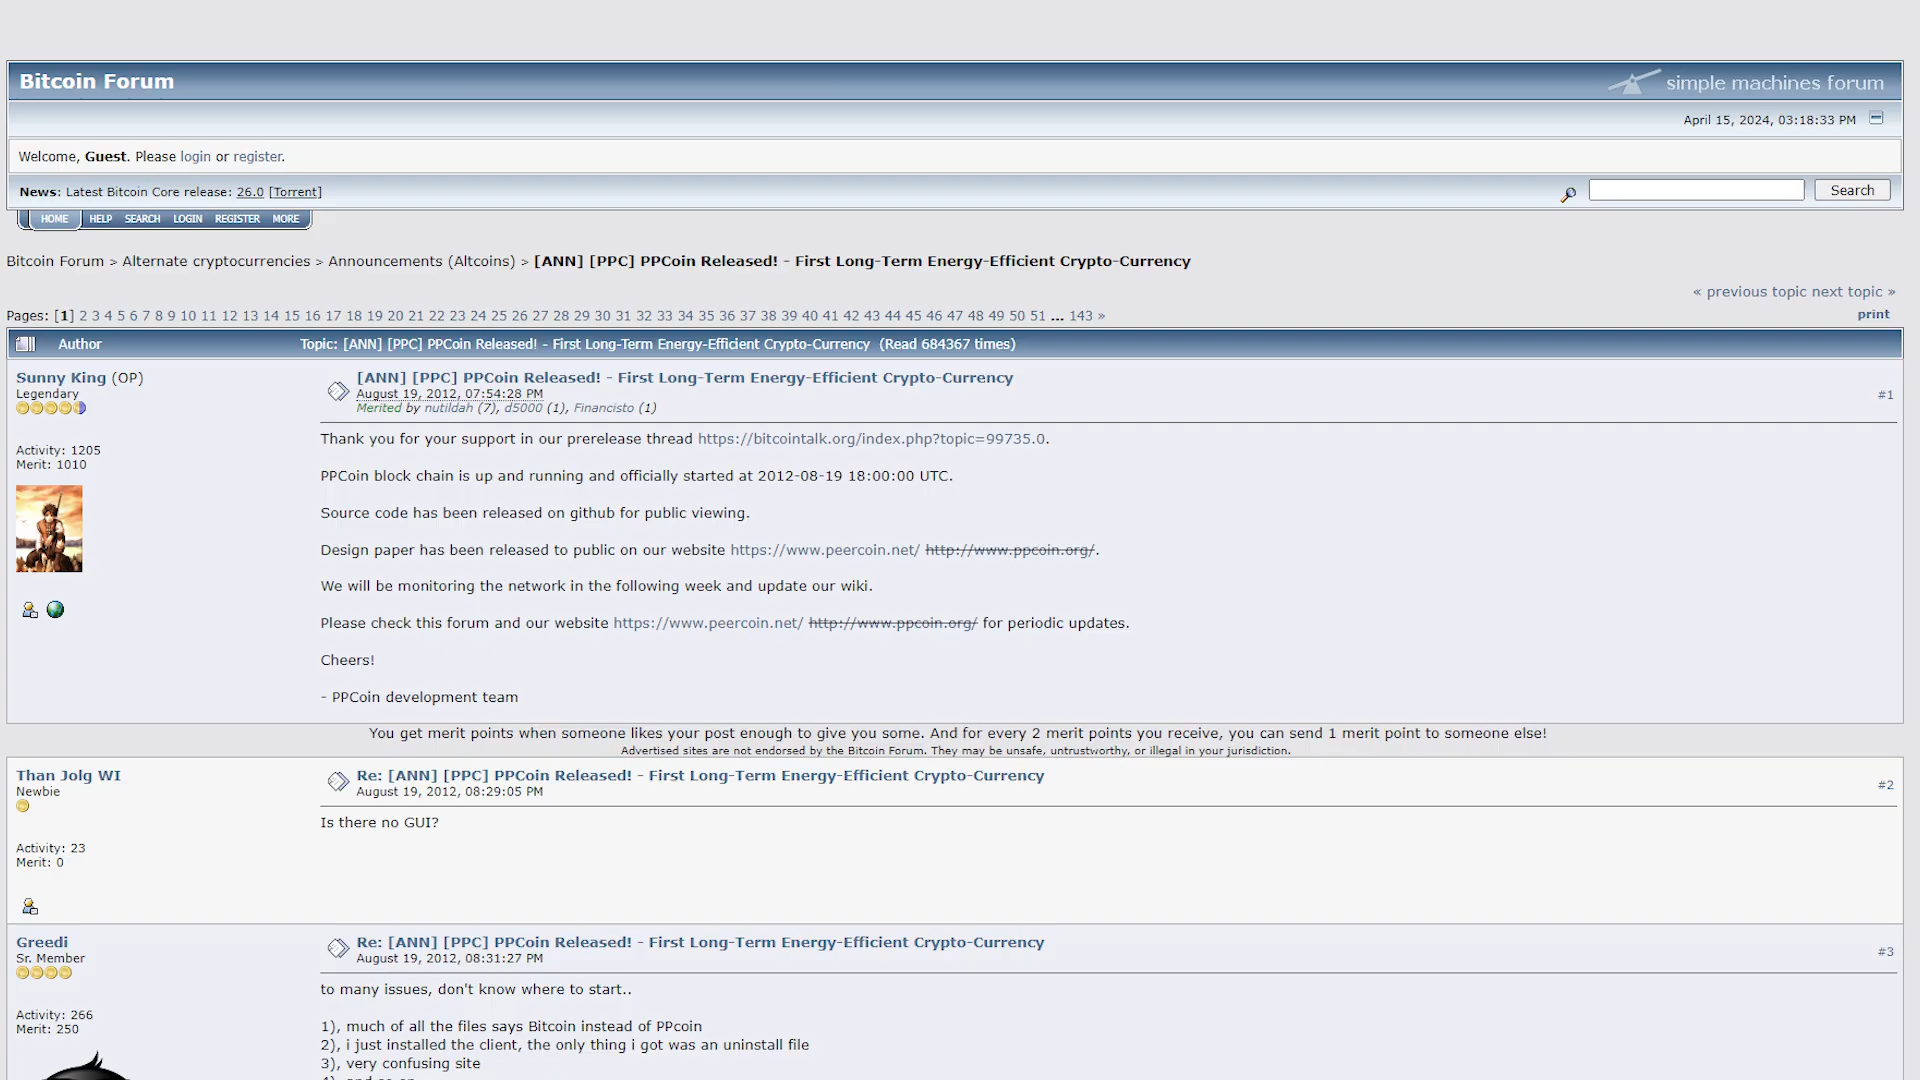 Bitcoin Forum
simple machines forum
April 15, 2024, 03:18:33 PM
Welcome, Guest. Please login or register.
News: Latest Bitcoin Core release: 26.0 [Torrent]
Search
HOME HELP SEARCH LOGIN REGISTER MORE
Bitcoin Forum > Alternate cryptocurrencies > Announcements (Altcoins) > [ANN] [PPC] PPCoin Released! - First Long-Term Energy-Efficient Crypto-Currency
« previous topic next topic »
Pages: [1] 2 3 4 5 6 7 8 9 10 11 12 13 14 15 16 17 18 19 20 21 22 23 24 25 26 27 28 29 30 31 32 33 34 35 36 37 38 39 40 41 42 43 44 45 46 47 48 49 50 51 ... 143 »
print
Author
Topic: [ANN] [PPC] PPCoin Released! - First Long-Term Energy-Efficient Crypto-Currency (Read 684367 times)
Sunny King (OP)
Legendary
Activity: 1205
Merit: 1010
[ANN] [PPC] PPCoin Released! - First Long-Term Energy-Efficient Crypto-Currency
August 19, 2012, 07:54:28 PM
Merited by nutildah (7), d5000 (1), Financisto (1)
#1
Thank you for your support in our prerelease thread https://bitcointalk.org/index.php?topic=99735.0.
PPCoin block chain is up and running and officially started at 2012-08-19 18:00:00 UTC.
Source code has been released on github for public viewing.
Design paper has been released to public on our website https://www.peercoin.net/ http://www.ppcoin.org/.
We will be monitoring the network in the following week and update our wiki.
Please check this forum and our website https://www.peercoin.net/ http://www.ppcoin.org/ for periodic updates.
Cheers!
- PPCoin development team
You get merit points when someone likes your post enough to give you some. And for every 2 merit points you receive, you can send 1 merit point to someone else!
Advertised sites are not endorsed by the Bitcoin Forum. They may be unsafe, untrustworthy, or illegal in your jurisdiction.
Than Jolg WI
Newbie
Activity: 23
Merit: 0
Re: [ANN] [PPC] PPCoin Released! - First Long-Term Energy-Efficient Crypto-Currency
August 19, 2012, 08:29:05 PM
#2
Is there no GUI?
Greedi
Sr. Member
Activity: 266
Merit: 250
Re: [ANN] [PPC] PPCoin Released! - First Long-Term Energy-Efficient Crypto-Currency
August 19, 2012, 08:31:27 PM
#3
to many issues, don't know where to start..
1), much of all the files says Bitcoin instead of PPcoin
2), i just installed the client, the only thing i got was an uninstall file
3), very confusing site